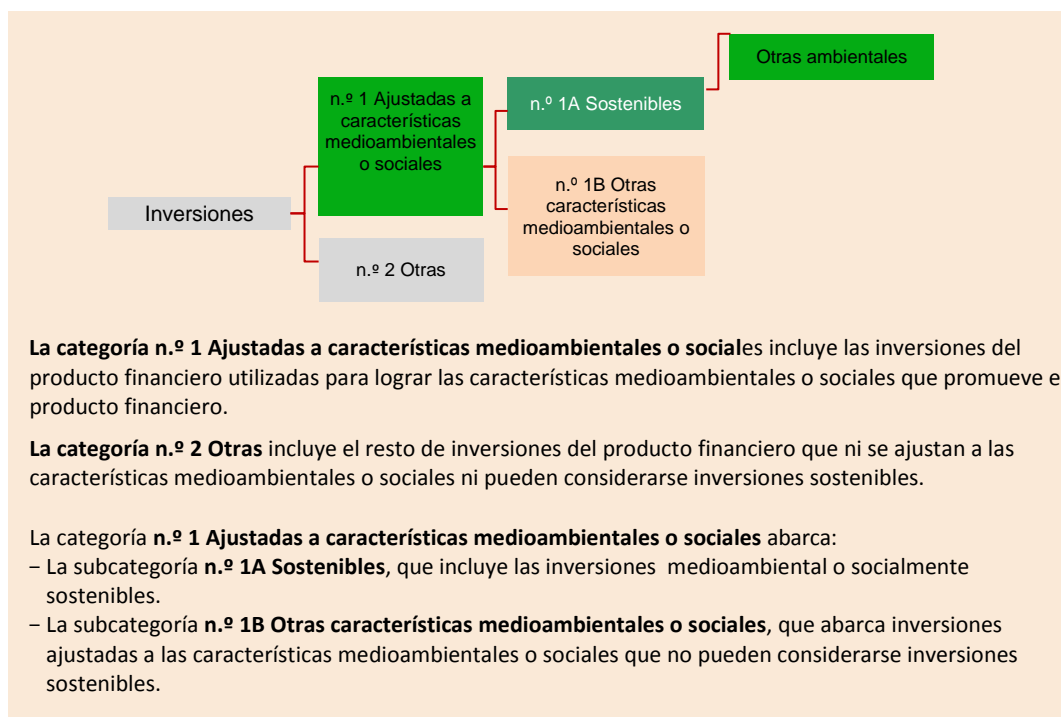 Otras ambientales
n.º 1 Ajustadas a
características
medioambientales
o sociales
n.º 1A Sostenibles
n.º 1B Otras
características
medioambientales o
sociales
Inversiones
n.º 2 Otras
La categoría n.º 1 Ajustadas a características medioambientales o sociales incluye las inversiones del
producto financiero utilizadas para lograr las características medioambientales o sociales que promueve e
producto financiero.
La categoría n.º 2 Otras incluye el resto de inversiones del producto financiero que ni se ajustan a las
características medioambientales o sociales ni pueden considerarse inversiones sostenibles.
La categoría n.º 1 Ajustadas a características medioambientales o sociales abarca:
– La subcategoría n.º 1A Sostenibles, que incluye las inversiones medioambiental o socialmente
sostenibles.
– La subcategoría n.º 1B Otras características medioambientales o sociales, que abarca inversiones
ajustadas a las características medioambientales o sociales que no pueden considerarse inversiones
sostenibles.